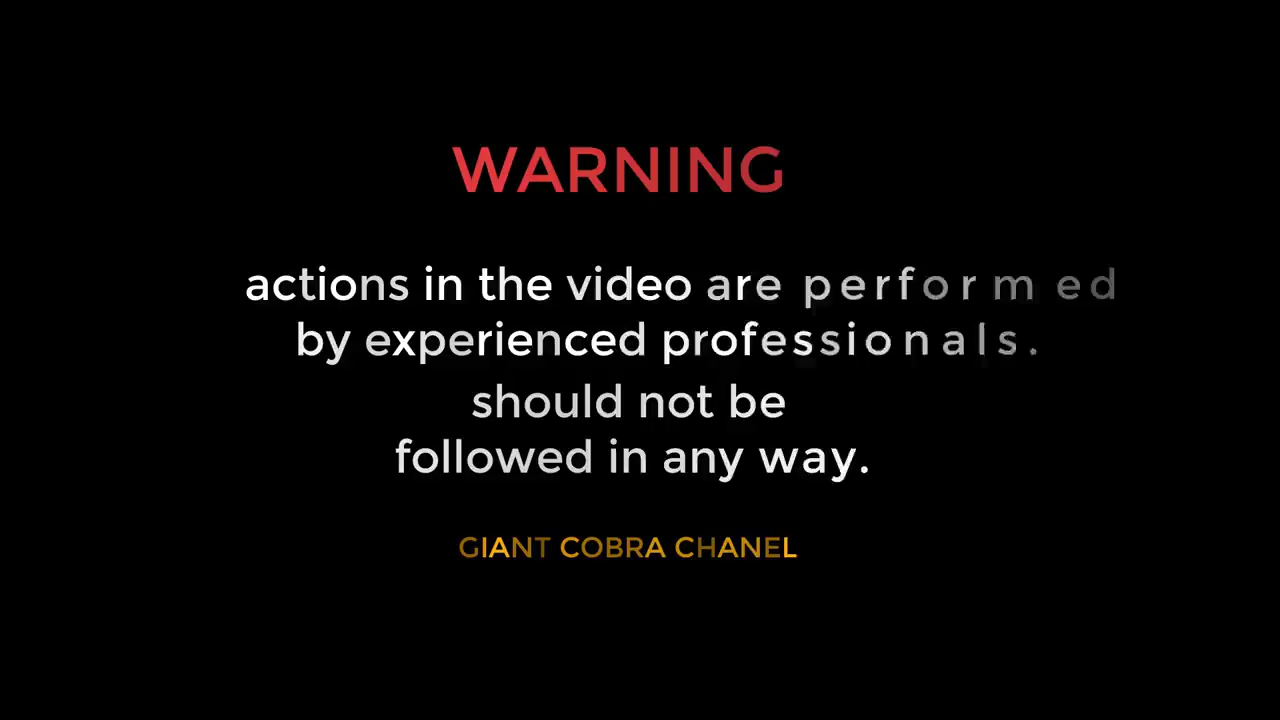 WARNING
actions in the video are performed
by experienced professionals.
should not be
followed in any way.
GIANT COBRA CHANEL